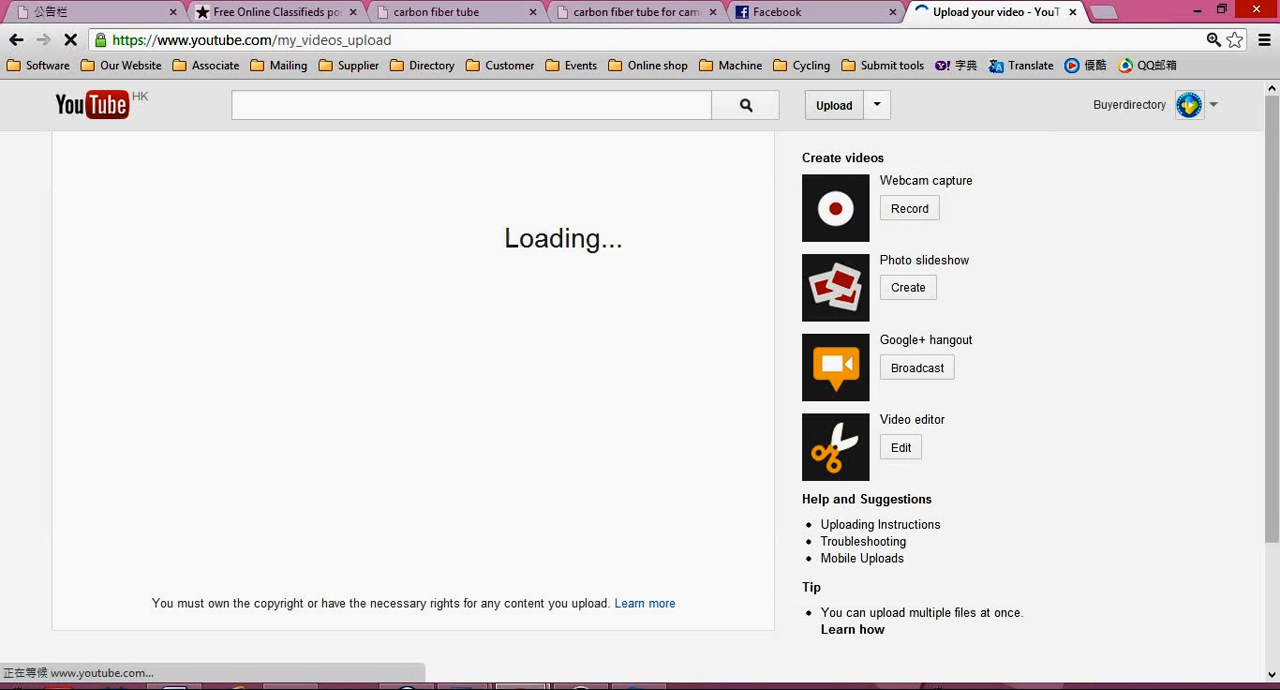 公告栏
Free Online Classifieds pos
carbon fiber tube
carbon fiber tube for cam
Facebook
Upload your video - YouT
https://www.youtube.com/my_videos_upload
Software
Our Website
Associate
Mailing
Supplier
Directory
Customer
Events
Online shop
Machine
Cycling
Submit tools
字典
Translate
優酷
QQ邮箱
YouTube HK
Upload
Buyerdirectory
Loading...
Create videos
Webcam capture
Record
Photo slideshow
Create
Google+ hangout
Broadcast
Video editor
Edit
Help and Suggestions
Uploading Instructions
Troubleshooting
Mobile Uploads
Tip
You can upload multiple files at once.
Learn how
You must own the copyright or have the necessary rights for any content you upload. Learn more
正在等候 www.youtube.com...